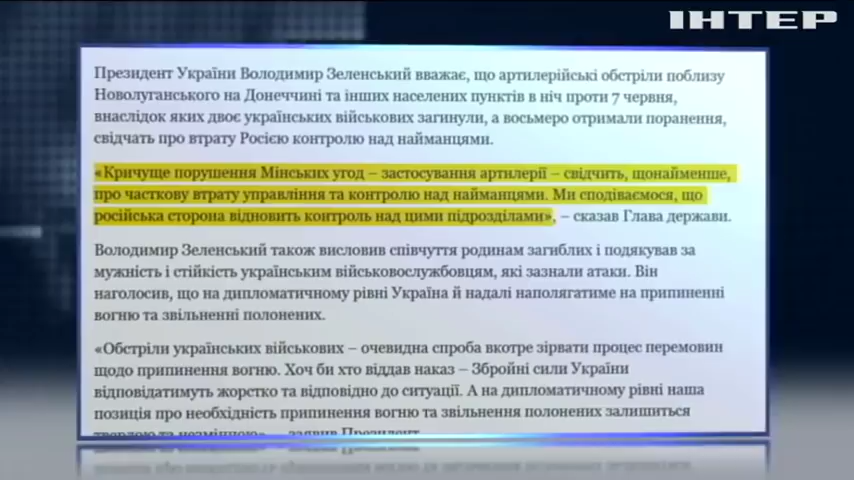 ІНТЕР
Президент України Володимир Зеленський вважає, що артилерійські обстріли поблизу
Новолуганського на Донеччині та інших населених пунктів в ніч проти 7 червня,
внаслідок яких двоє українських військових загинули, а восьмеро отримали поранення,
свідчать про втрату Росією контролю над найманцями.
«Кричуще порушення Мінських угод – застосування артилерії – свідчить, щонайменше,
про часткову втрату управління та контролю над найманцями. Ми сподіваємося, що
російська сторона відновить контроль над цими підрозділами», – сказав Глава держави.
Володимир Зеленський також висловив співчуття родинам загиблих і подякував за
мужність і стійкість українським військовослужбовцям, які зазнали атаки. Він
наголосив, що на дипломатичному рівні Україна й надалі наполягатиме на припиненні
вогню та звільненні полонених.
«Обстріли українських військових – очевидна спроба вкотре зірвати процес перемовин
щодо припинення вогню. Хоч би хто віддав наказ – Збройні сили України
відповідатимуть жорстко та відповідно до ситуації. А на дипломатичному рівні наша
позиція про необхідність припинення вогню та звільнення полонених залишиться
твердою та незмінною», – заявив Президент.